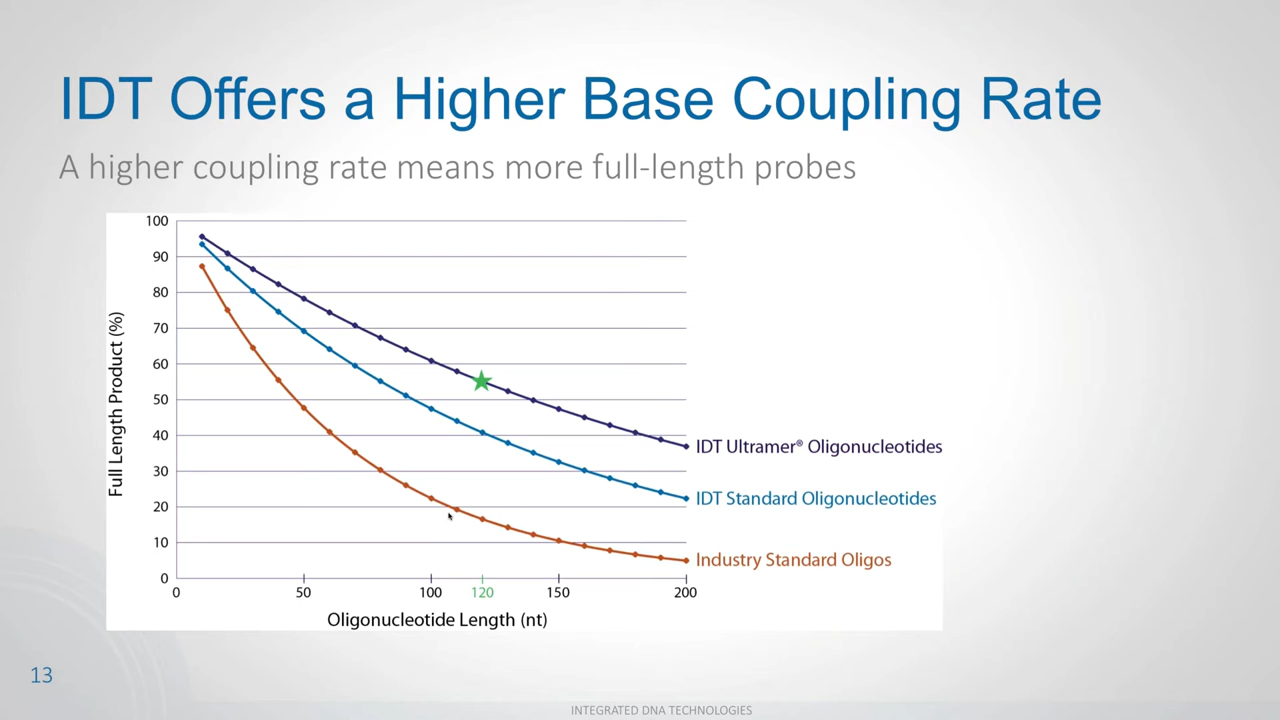 IDT Offers a Higher Base Coupling Rate
A higher coupling rate means more full-length probes
Full Length Product (%)
100
90
80
70
60
50
40
30
20
10
0
0
50
100
120
150
200
Oligonucleotide Length (nt)
IDT Ultramer® Oligonucleotides
IDT Standard Oligonucleotides
Industry Standard Oligos
13
INTEGRATED DNA TECHNOLOGIES